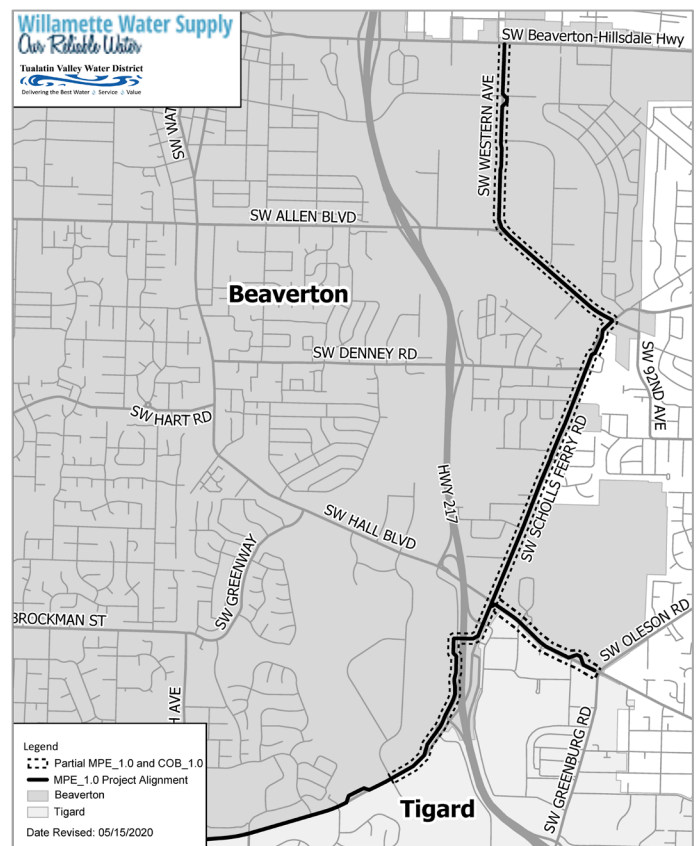 Willamette Water Supply
Our Reliable Water
Tualatin Valley Water District
Delivering the Best Water Service Value
SW Beaverton-Hillsdale Hwy
SW WESTERN AVE
SW WAT
SW ALLEN BLVD
Beaverton
SW DENNEY RD
SW 92ND AVE
SW HART RD
SW SCHOLLS FERRY RD
HWY 217
SW HALL BLVD
SW GREENWAY
BROCKMAN ST
SW OLESON RD
H AVE
SW GREENBURG RD
Tigard
Legend
Partial MPE_1.0 and COB_1.0
MPE_1.0 Project Alignment
Beaverton
Tigard
Date Revised: 05/15/2020